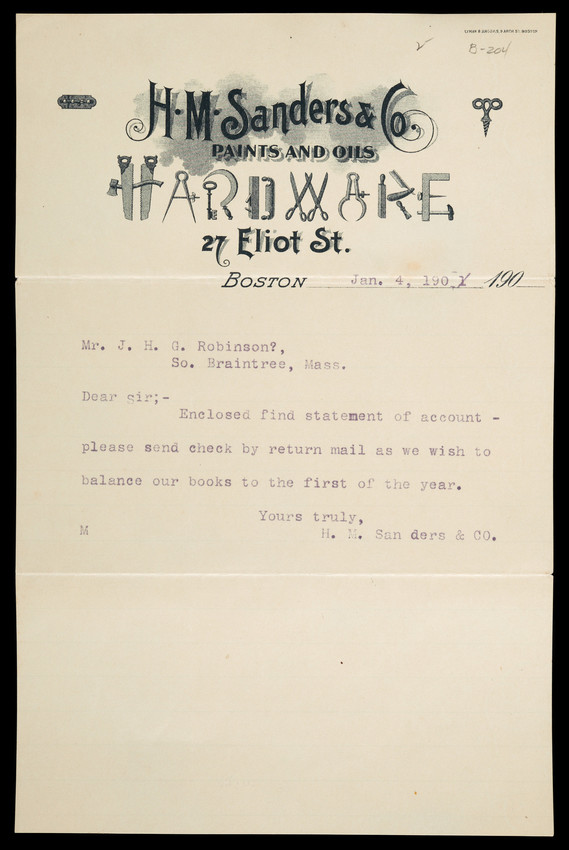 B-204
H. M. Sanders & Co.
PAINTS AND OILS
HARDWARE
27 Eliot St.
BOSTON Jan. 4, 190 190
Mr. J. H. G. Robinson?,
So. Braintree, Mass.
Dear sir;-
Enclosed find statement of account -
please send check by return mail as we wish to
balance our books to the first of the year.
Yours truly,
M H. M. San ders & CO.